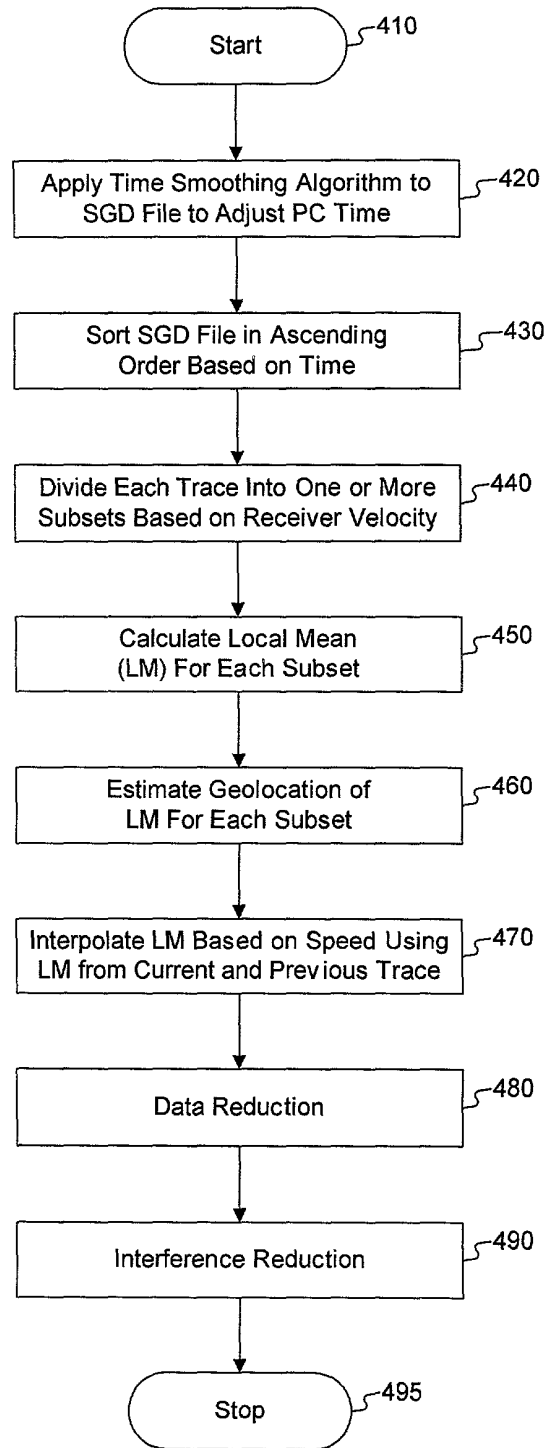 Start
410
Apply Time Smoothing Algorithm to
SGD File to Adjust PC Time
420
Sort SGD File in Ascending
Order Based on Time
430
Divide Each Trace Into One or More
Subsets Based on Receiver Velocity
440
Calculate Local Mean
(LM) For Each Subset
450
Estimate Geolocation of
LM For Each Subset
460
Interpolate LM Based on Speed Using
LM from Current and Previous Trace
470
Data Reduction
480
Interference Reduction
490
Stop
495